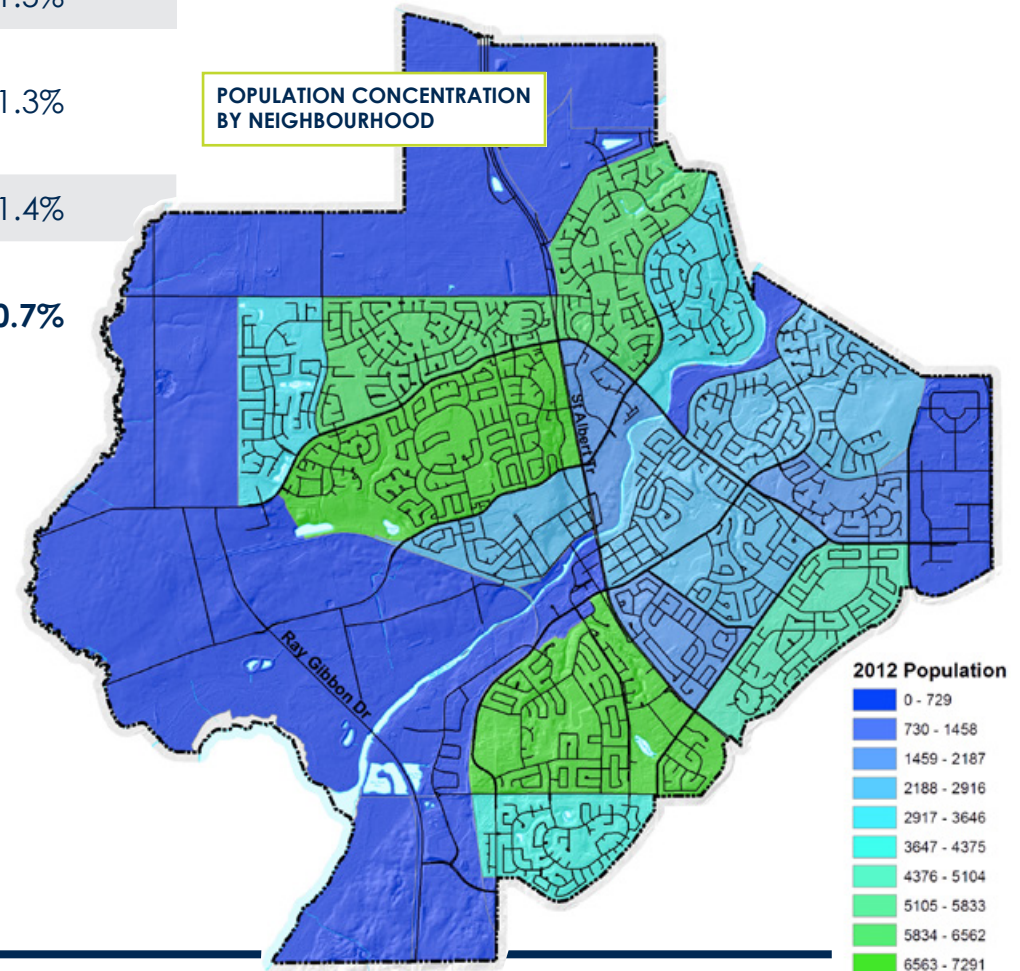 1.3%
1.4%
0.7%
POPULATION CONCENTRATION
BY NEIGHBOURHOOD
St Albert Tr
Ray Gibbon Dr
2012 Population
0 - 729
730 - 1458
1459 - 2187
2188 - 2916
2917 - 3646
3647 - 4375
4376 - 5104
5105 - 5833
5834 - 6562
6563 - 7291